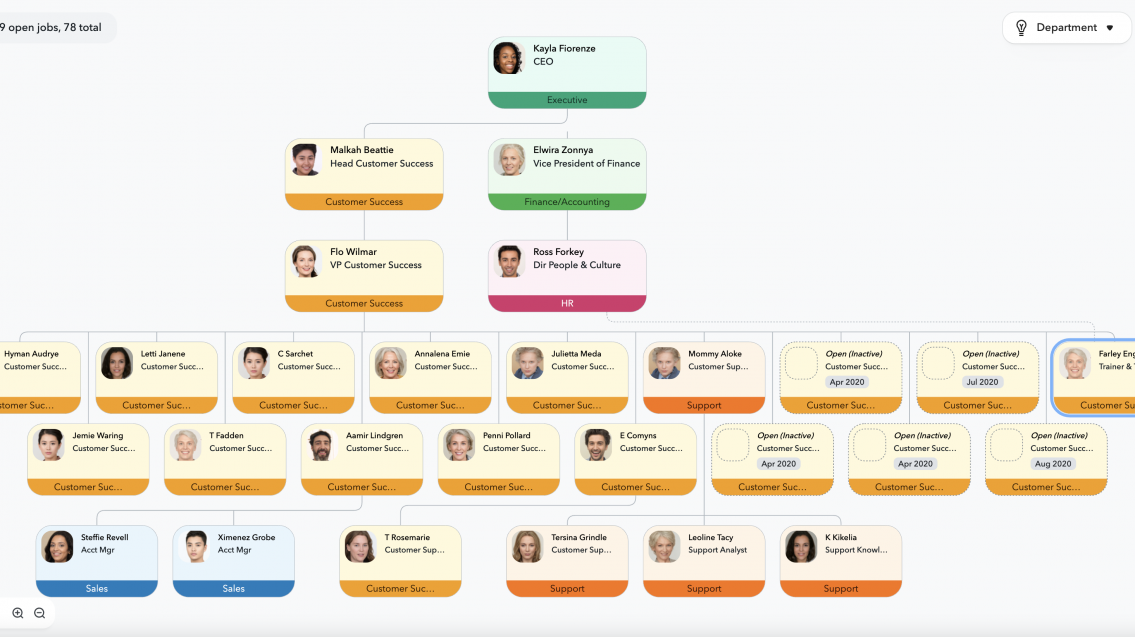 9 open jobs, 78 total
Department
Kayla Fiorenze
CEO
Executive
Malkah Beattie
Head Customer Success
Customer Success
Elwira Zonnya
Vice President of Finance
Finance/Accounting
Flo Wilmar
VP Customer Success
Customer Success
Ross Forkey
Dir People & Culture
HR
Hyman Audrye
Customer Succ...
stomer Suc...
Letti Janene
Customer Succ...
Customer Suc...
C Sarchet
Customer Succ...
Customer Suc...
Annalena Emie
Customer Succ...
Customer Suc...
Julietta Meda
Customer Succ...
Customer Suc...
Mommy Aloke
Customer Sup...
Support
Open (Inactive)
Customer Succ...
Apr 2020
Customer Suc...
Open (Inactive)
Customer Succ...
Jul 2020
Customer Suc...
Farley Eng
Trainer &
Customer Su
Jemie Waring
Customer Succ...
Customer Suc...
T Fadden
Customer Succ...
Customer Suc...
Aamir Lindgren
Customer Succ...
Customer Suc...
Penni Pollard
Customer Succ...
Customer Suc...
E Comyns
Customer Succ...
Customer Suc...
Open (Inactive)
Customer Succ...
Apr 2020
Customer Suc...
Open (Inactive)
Customer Succ...
Apr 2020
Customer Suc...
Open (Inactive)
Customer Succ...
Aug 2020
Customer Suc...
Steffie Revell
Acct Mgr
Sales
Ximenez Grobe
Acct Mgr
Sales
T Rosemarie
Customer Sup...
Customer Suc...
Tersina Grindle
Customer Sup...
Support
Leoline Tacy
Support Analyst
Support
K Kikelia
Support Knowl...
Support